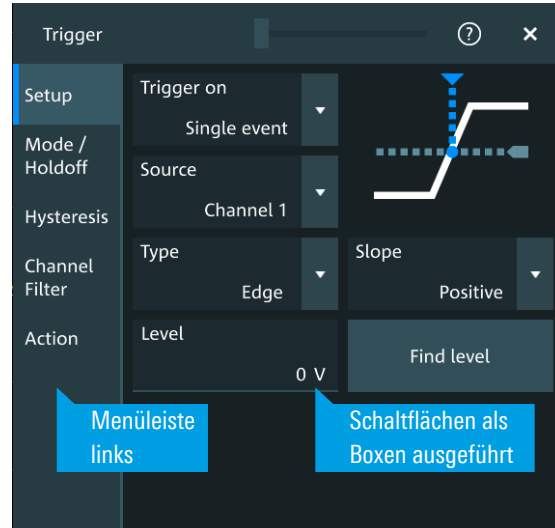 Trigger
?
×
Setup
Mode /
Holdoff
Hysteresis
Channel
Filter
Action
Trigger on
Single event
Source
Channel 1
Type
Edge
Slope
Positive
Level
0 V
Find level
Menüleiste
links
Schaltflächen als
Boxen ausgeführt